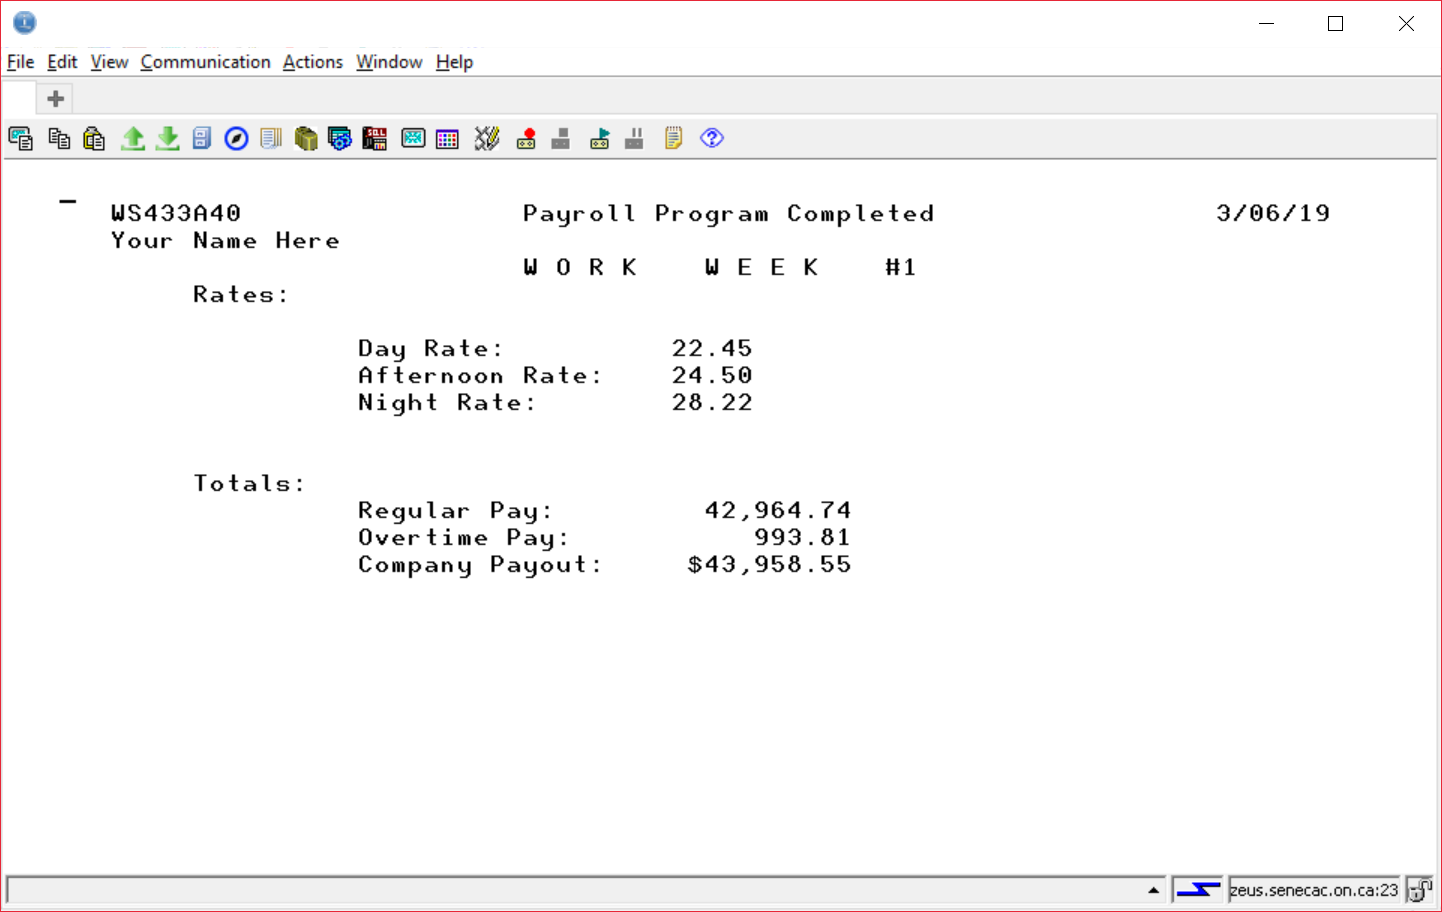 File Edit View Communication Actions Window Help
WS433A40 Payroll Program Completed 3/06/19
Your Name Here
W O R K W E E K #1
Rates:
Day Rate: 22.45
Afternoon Rate: 24.50
Night Rate: 28.22
Totals:
Regular Pay: 42,964.74
Overtime Pay: 993.81
Company Payout: $43,958.55
zeus.senecac.on.ca:23